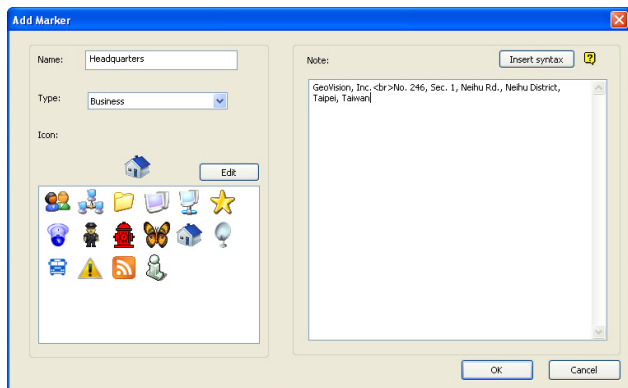 Add Marker
Name:
Headquarters
Type:
Business
Icon:
Edit
Note:
Insert syntax
?
GeoVision, Inc.<br>No. 246, Sec. 1, Neihu Rd., Neihu District,
Taipei, Taiwan
OK
Cancel